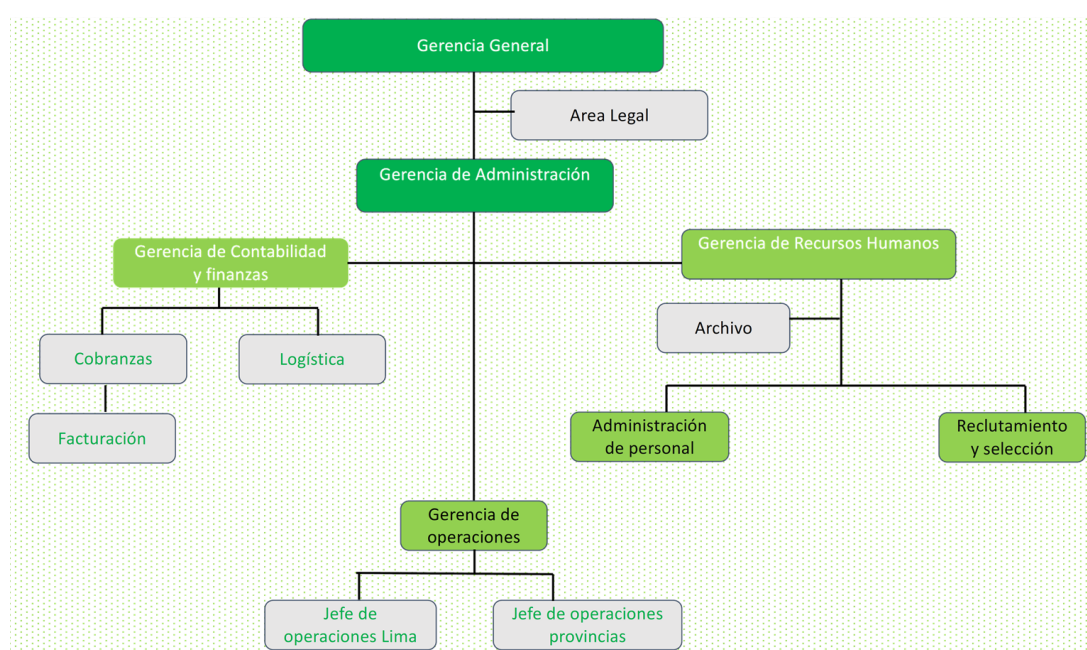 Gerencia General
Area Legal
Gerencia de Administración
Gerencia de Contabilidad
y finanzas
Gerencia de Recursos Humanos
Archivo
Cobranzas
Logística
Facturación
Administración
de personal
Reclutamiento
y selección
Gerencia de
operaciones
Jefe de
operaciones Lima
Jefe de operaciones
provincias